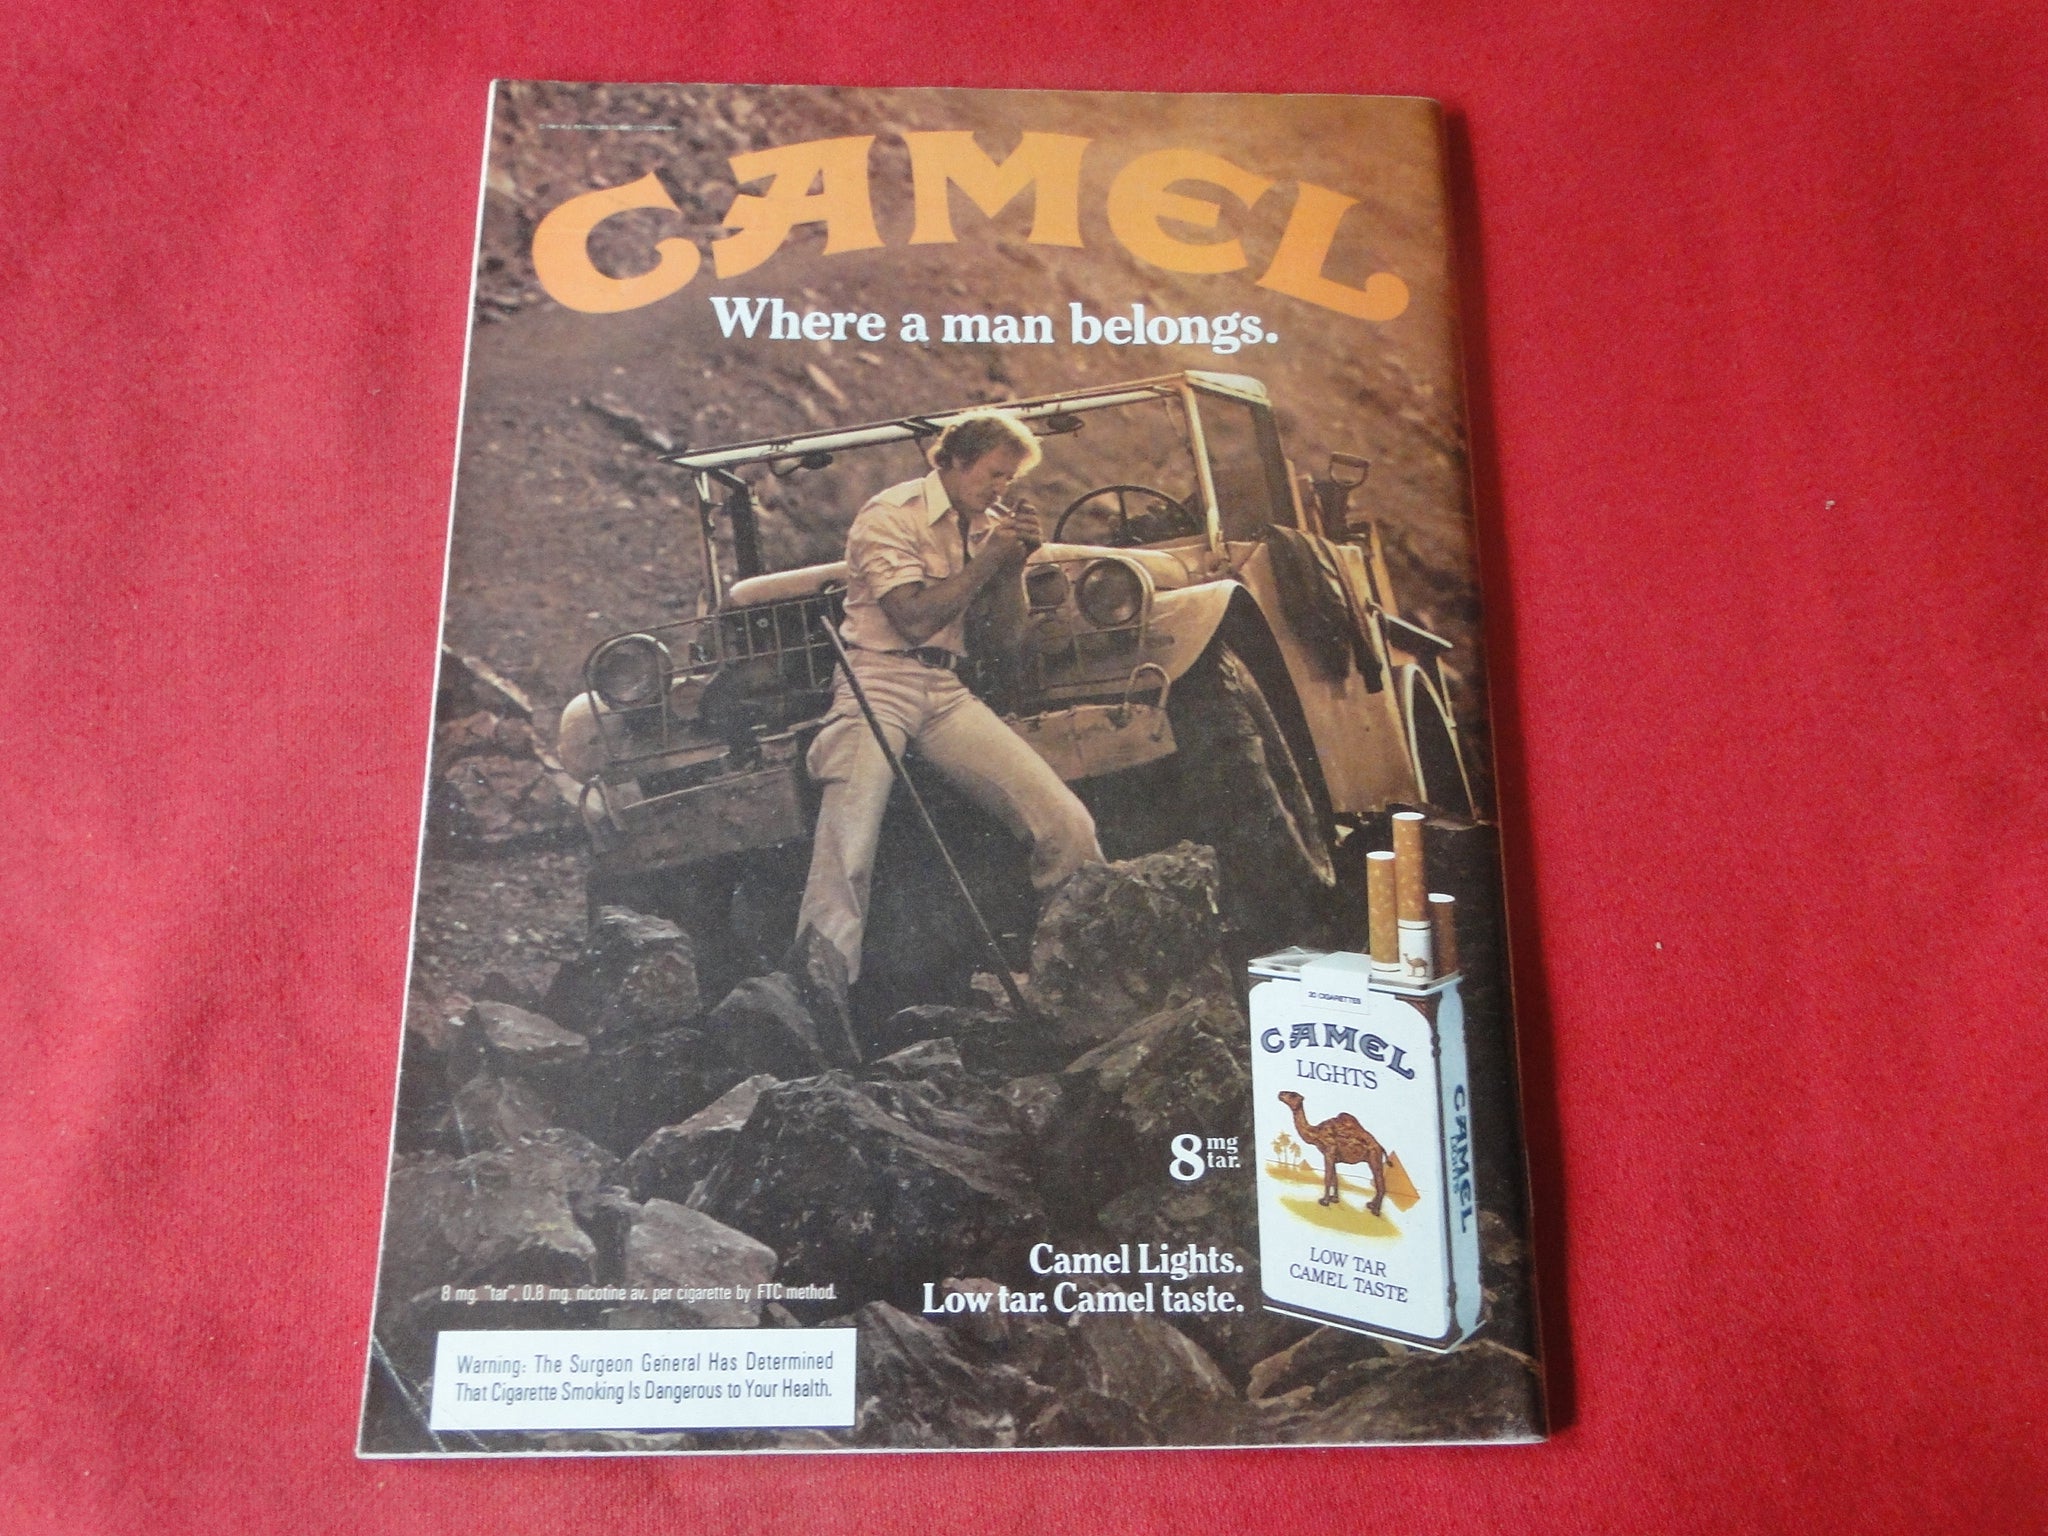 CAMEL
Where a man belongs.
20 CIGARETTES
CAMEL
LIGHTS
CAMEL
LIGHTS
8 mg
tar.
LOW TAR
CAMEL TASTE
Camel Lights.
Low tar. Camel taste.
8 mg. "tar", 0.8 mg. nicotine av. per cigarette by FTC method.
Warning: The Surgeon General Has Determined
That Cigarette Smoking Is Dangerous to Your Health.